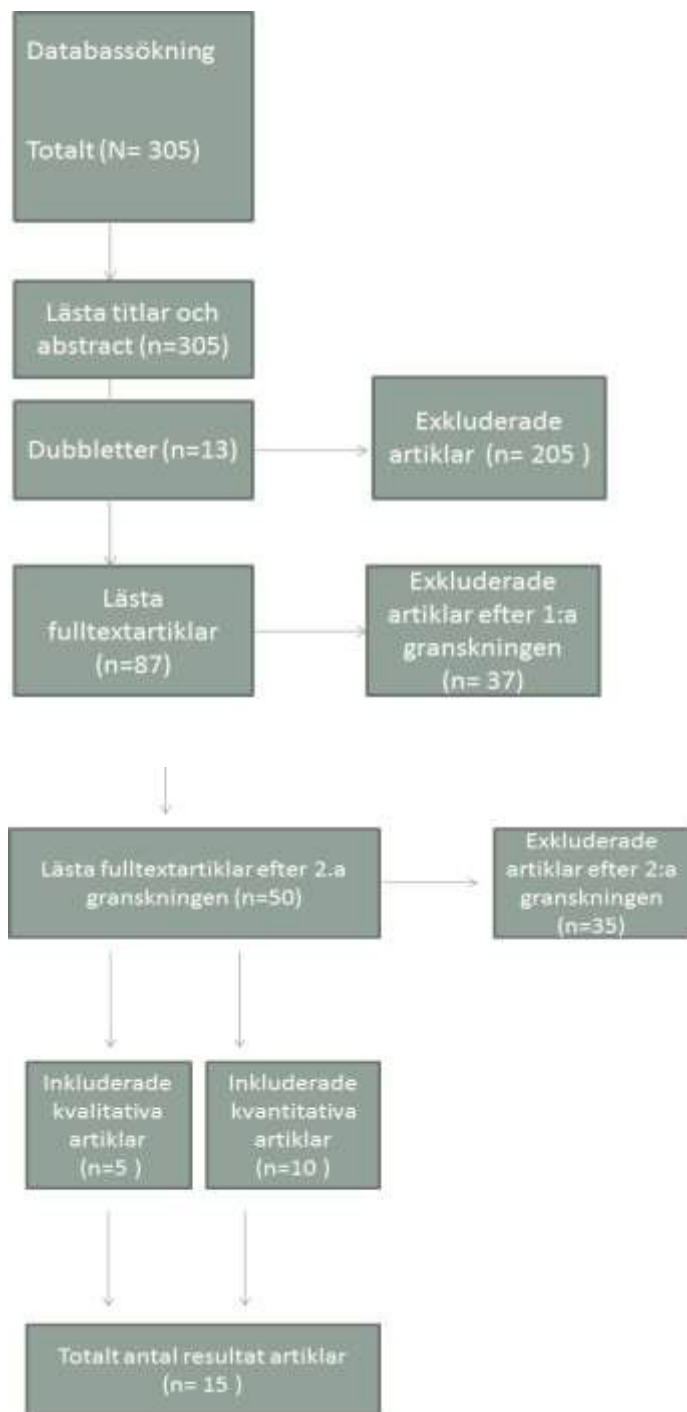 Databassökning
Totalt (N= 305)
Lästa titlar och
abstract (n=305)
Dubbletter (n=13)
Exkluderade
artiklar (n= 205 )
Lästa
fulltextartiklar
(n=87)
Exkluderade
artiklar efter 1:a
granskningen
(n= 37)
Lästa fulltextartiklar efter 2.a
granskningen (n=50)
Exkluderade
artiklar efter 2:a
granskningen
(n=35)
Inkluderade
kvalitativa
artiklar
(n=5 )
Inkluderade
kvantitativa
artiklar
(n=10 )
Totalt antal resultat artiklar
(n= 15 )